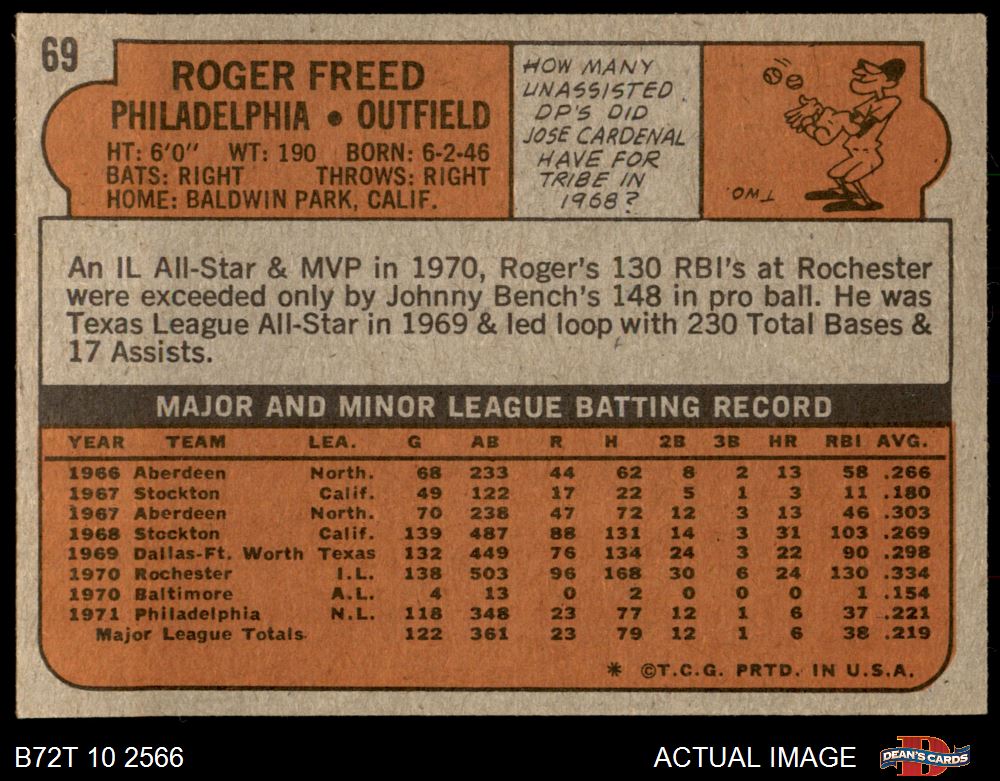 69
ROGER FREED
PHILADELPHIA • OUTFIELD
HT: 6'0" WT: 190 BORN: 6-2-46
BATS: RIGHT THROWS: RIGHT
HOME: BALDWIN PARK, CALIF.
HOW MANY
UNASSISTED
DP'S DID
JOSE CARDENAL
HAVE FOR
TRIBE IN
1968?
TWO.
An IL All-Star & MVP in 1970, Roger's 130 RBI's at Rochester
were exceeded only by Johnny Bench's 148 in pro ball. He was
Texas League All-Star in 1969 & led loop with 230 Total Bases &
17 Assists.
MAJOR AND MINOR LEAGUE BATTING RECORD
YEAR TEAM LEA. G AB R H 2B 3B HR RBI AVG.
1966 Aberdeen North. 68 233 44 62 8 2 13 58 .266
1967 Stockton Calif. 49 122 17 22 5 1 3 11 .180
1967 Aberdeen North. 70 238 47 72 12 3 13 46 .303
1968 Stockton Calif. 139 487 88 131 14 3 31 103 .269
1969 Dallas-Ft. Worth Texas 132 449 76 134 24 3 22 90 .298
1970 Rochester I.L. 138 503 96 168 30 6 24 130 .334
1970 Baltimore A.L. 4 13 0 2 0 0 0 1 .154
1971 Philadelphia N.L. 118 348 23 77 12 1 6 37 .221
Major League Totals 122 361 23 79 12 1 6 38 .219
* ©T.C.G. PRTD. IN U.S.A.
B72T 10 2566
ACTUAL IMAGE
DEAN'S CARDS